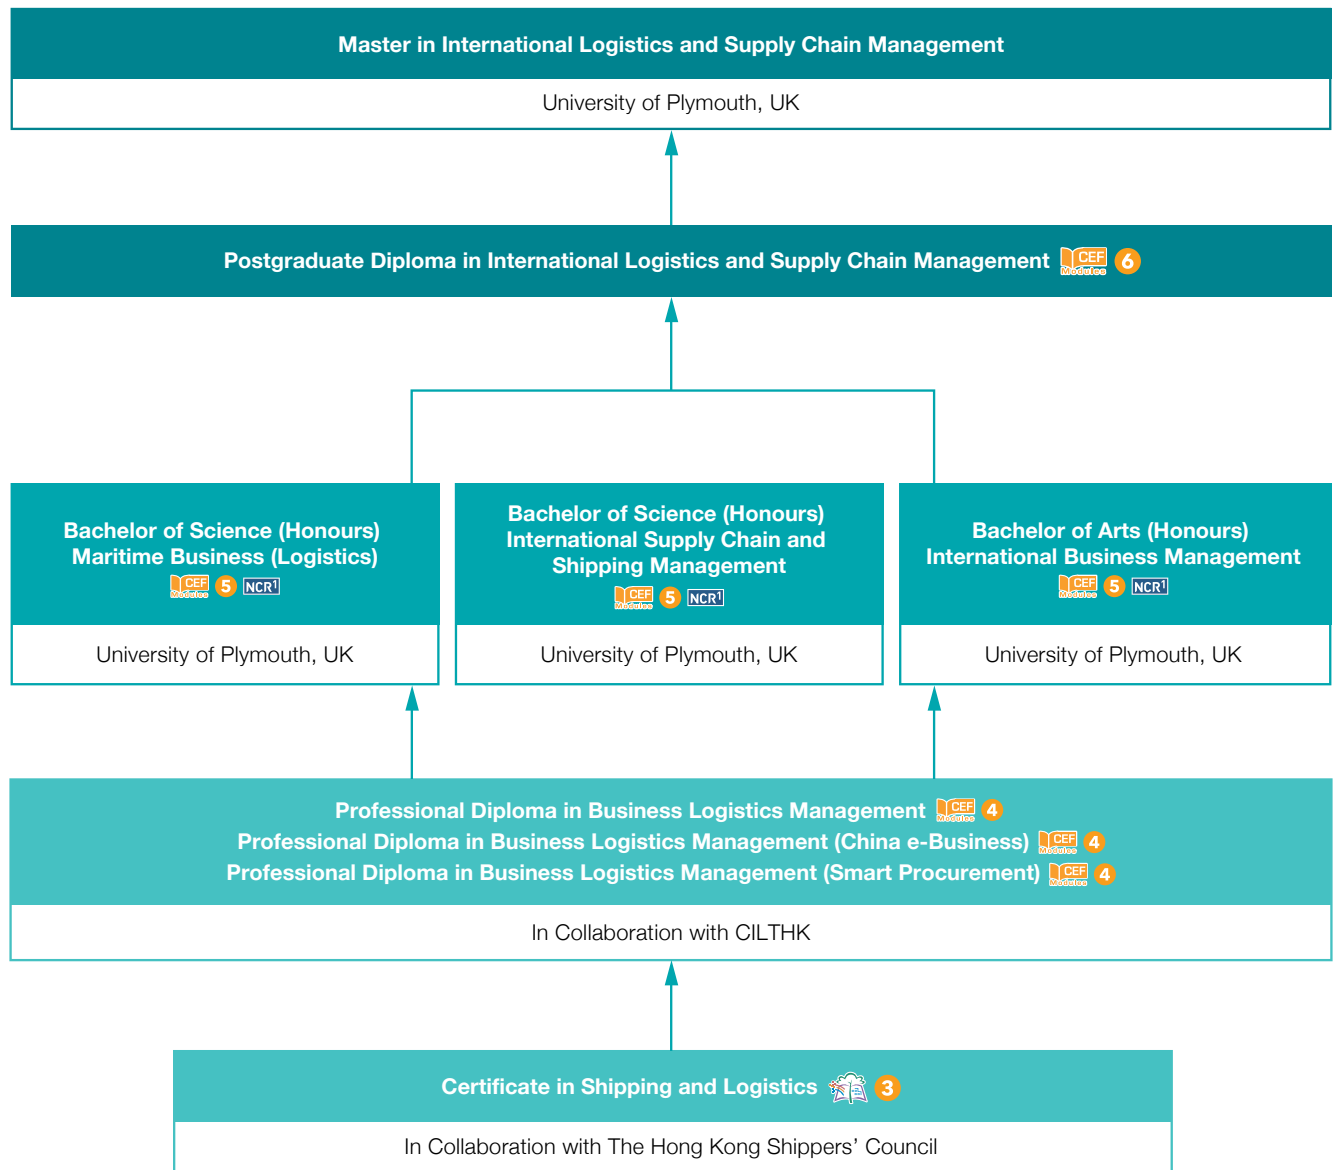 Master in International Logistics and Supply Chain Management
University of Plymouth, UK
Postgraduate Diploma in International Logistics and Supply Chain Management CEF Modules 6
Bachelor of Science (Honours)
Maritime Business (Logistics)
CEF Modules 5 NCR¹
University of Plymouth, UK
Bachelor of Science (Honours)
International Supply Chain and
Shipping Management
CEF Modules 5 NCR¹
University of Plymouth, UK
Bachelor of Arts (Honours)
International Business Management
CEF Modules 5 NCR¹
University of Plymouth, UK
Professional Diploma in Business Logistics Management CEF Modules 4
Professional Diploma in Business Logistics Management (China e-Business) CEF Modules 4
Professional Diploma in Business Logistics Management (Smart Procurement) CEF Modules 4
In Collaboration with CILTHK
Certificate in Shipping and Logistics 3
In Collaboration with The Hong Kong Shippers’ Council